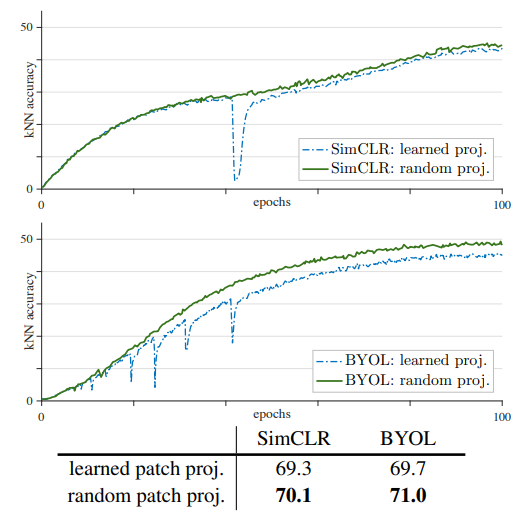 50
kNN accuracy
SimCLR: learned proj.
SimCLR: random proj.
0
0 epochs 100
50
kNN accuracy
BYOL: learned proj.
BYOL: random proj.
0
0 epochs 100
SimCLR BYOL
learned patch proj. 69.3 69.7
random patch proj. 70.1 71.0